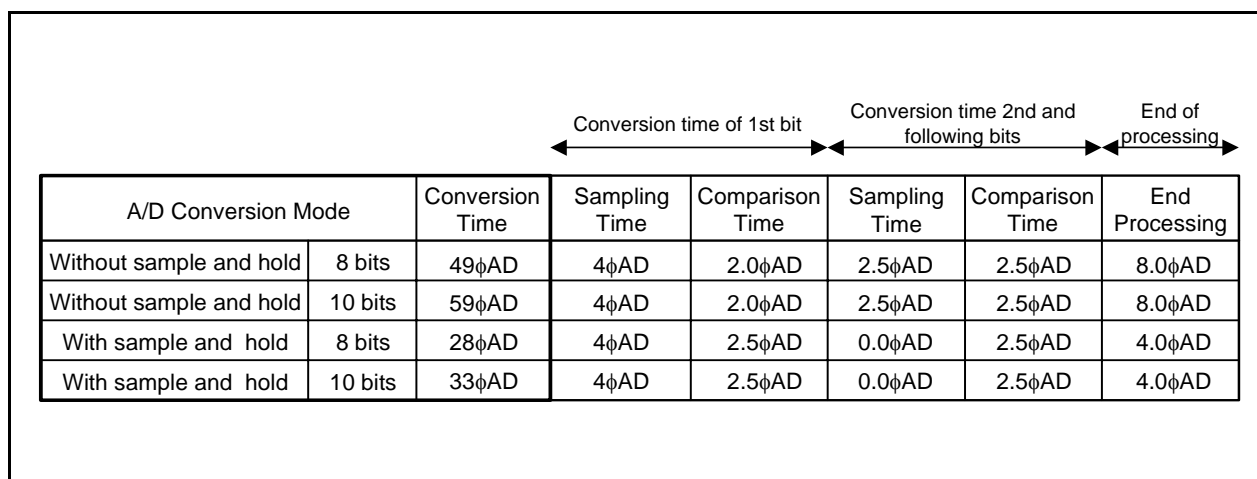 Conversion time of 1st bit
Conversion time 2nd and
following bits
End of
processing
A/D Conversion Mode
Conversion
Time
Sampling
Time
Comparison
Time
Sampling
Time
Comparison
Time
End
Processing
Without sample and hold 8 bits 49ϕAD 4ϕAD 2.0ϕAD 2.5ϕAD 2.5ϕAD 8.0ϕAD
Without sample and hold 10 bits 59ϕAD 4ϕAD 2.0ϕAD 2.5ϕAD 2.5ϕAD 8.0ϕAD
With sample and hold 8 bits 28ϕAD 4ϕAD 2.5ϕAD 0.0ϕAD 2.5ϕAD 4.0ϕAD
With sample and hold 10 bits 33ϕAD 4ϕAD 2.5ϕAD 0.0ϕAD 2.5ϕAD 4.0ϕAD